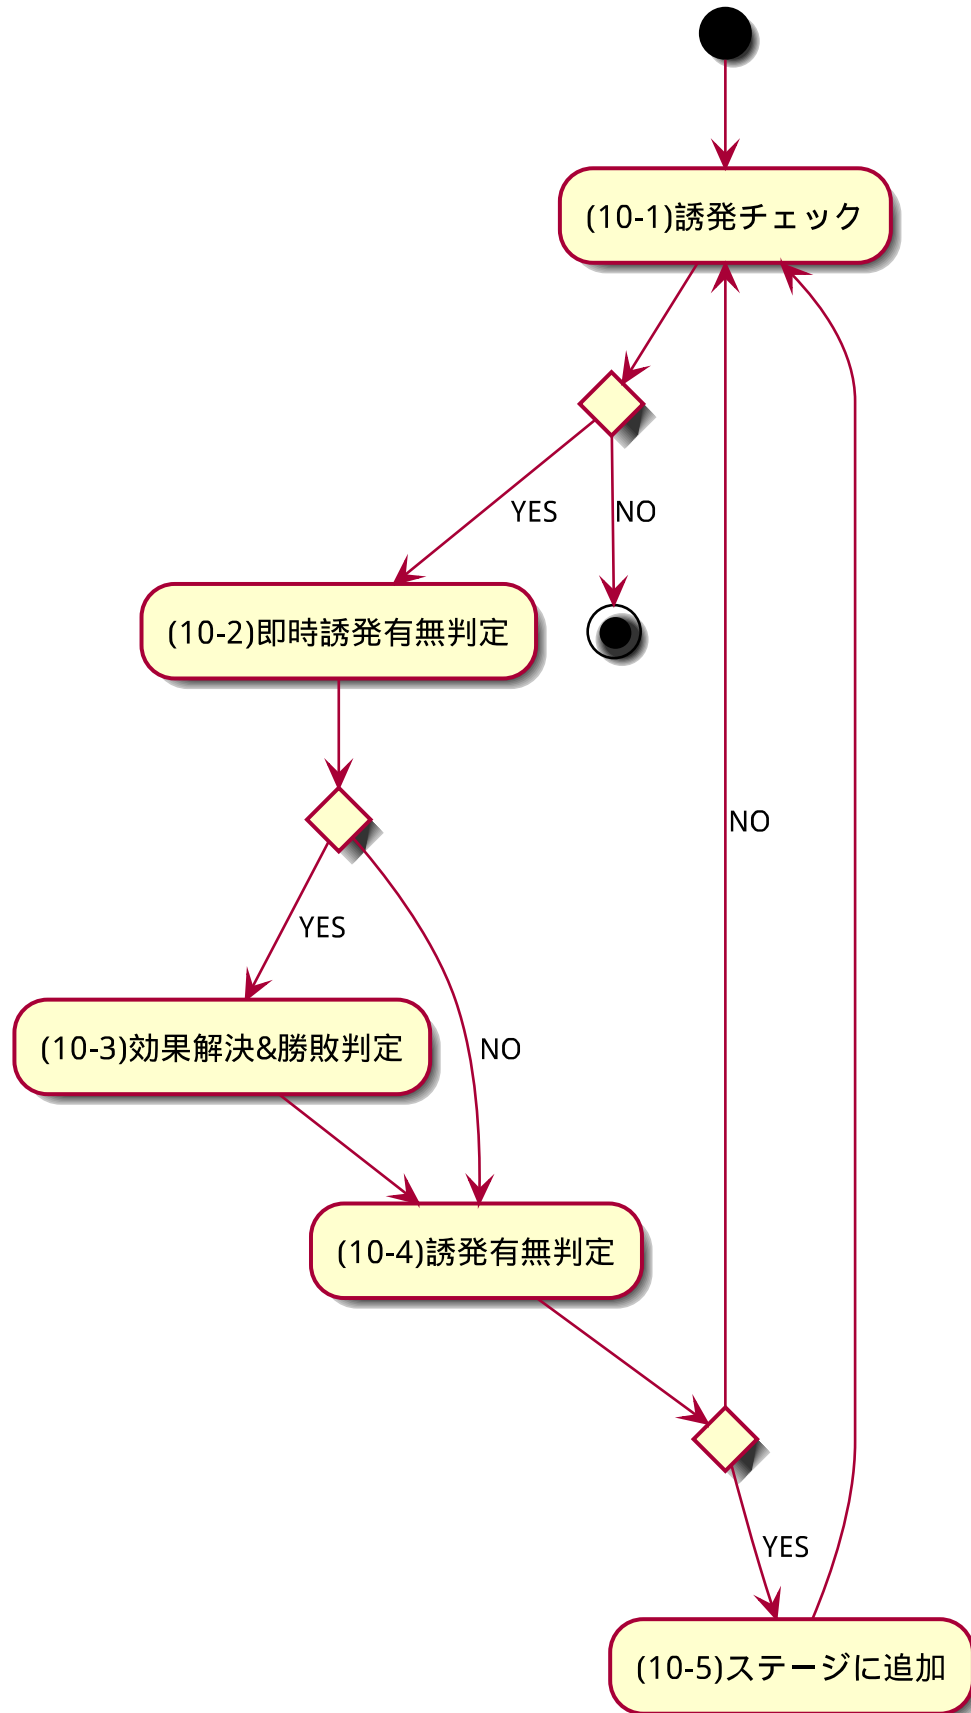 (10-1)誘発チェック
YES
NO
(10-2)即時誘発有無判定
NO
YES
(10-3)効果解決&勝敗判定
NO
(10-4)誘発有無判定
YES
(10-5)ステージに追加